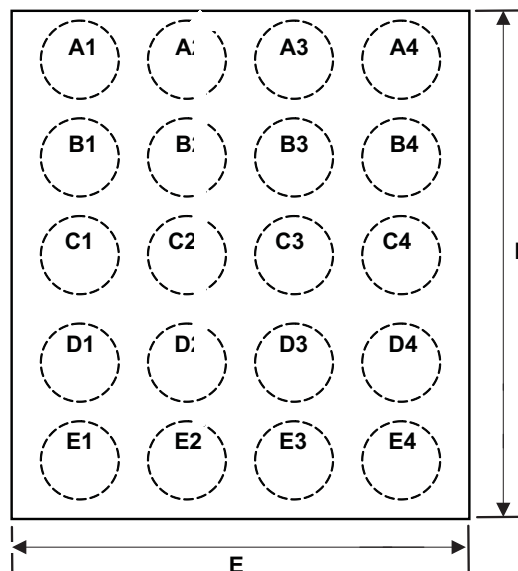 A1 A3 A4
B1 B3 B4
C1 C2 C3 C4
D1 D3 D4
E1 E2 E3 E4
E